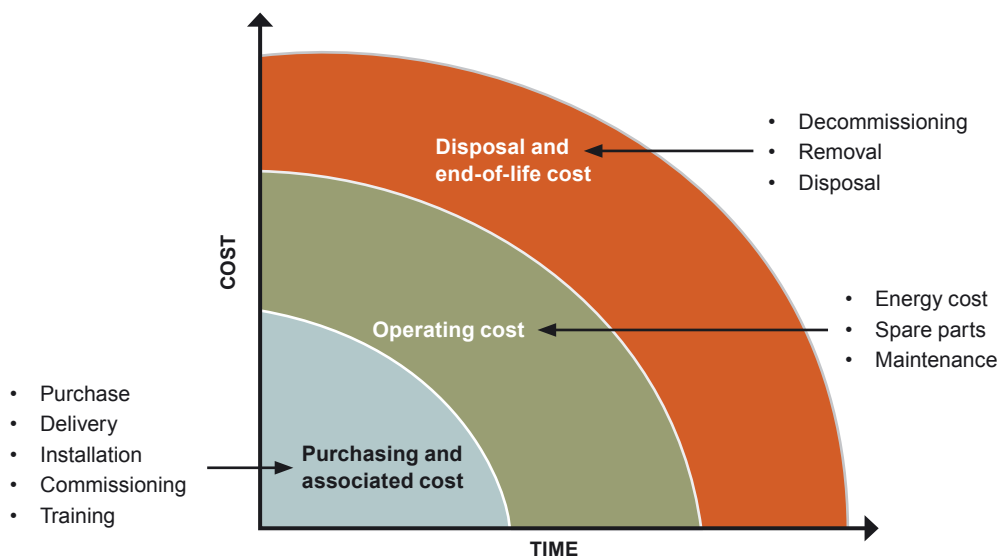 Disposal and
end-of-life cost
• Decommissioning
• Removal
• Disposal
COST
Operating cost
• Energy cost
• Spare parts
• Maintenance
• Purchase
• Delivery
• Installation
• Commissioning
• Training
Purchasing and
associated cost
TIME